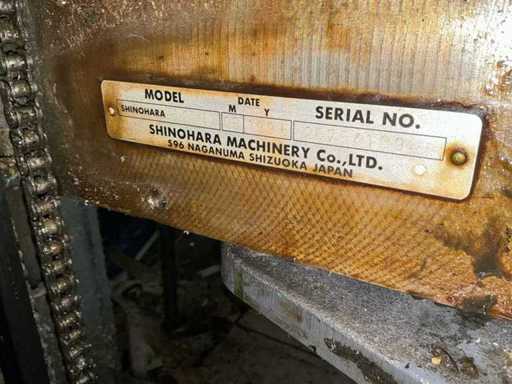 MODEL DATE SERIAL NO.
SHINOHARA M Y
SHINOHARA MACHINERY Co.,LTD.
596 NAGANUMA SHIZUOKA JAPAN